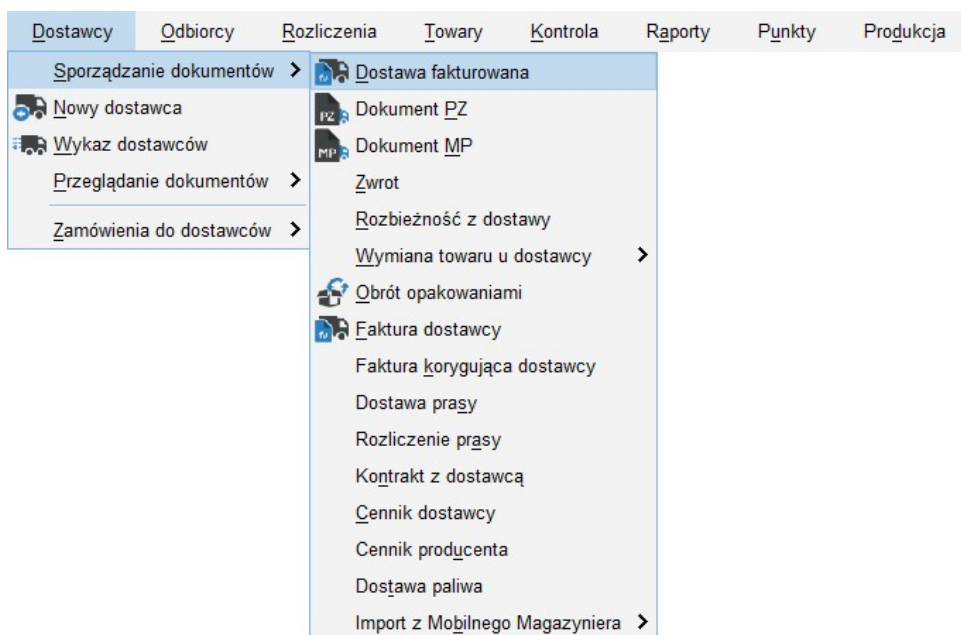 Dostawcy Odbiorcy Rozliczenia Towary Kontrola Raporty Punkty Produkcja
Sporządzanie dokumentów
Nowy dostawca
Wykaz dostawców
Przeglądanie dokumentów
Zamówienia do dostawców
Dostawa fakturowana
PZ Dokument PZ
MP Dokument MP
Zwrot
Rozbieżność z dostawy
Wymiana towaru u dostawcy
Obrót opakowaniami
Faktura dostawcy
Faktura korygująca dostawcy
Dostawa prasy
Rozliczenie prasy
Kontrakt z dostawcą
Cennik dostawcy
Cennik producenta
Dostawa paliwa
Import z Mobilnego Magazyniera